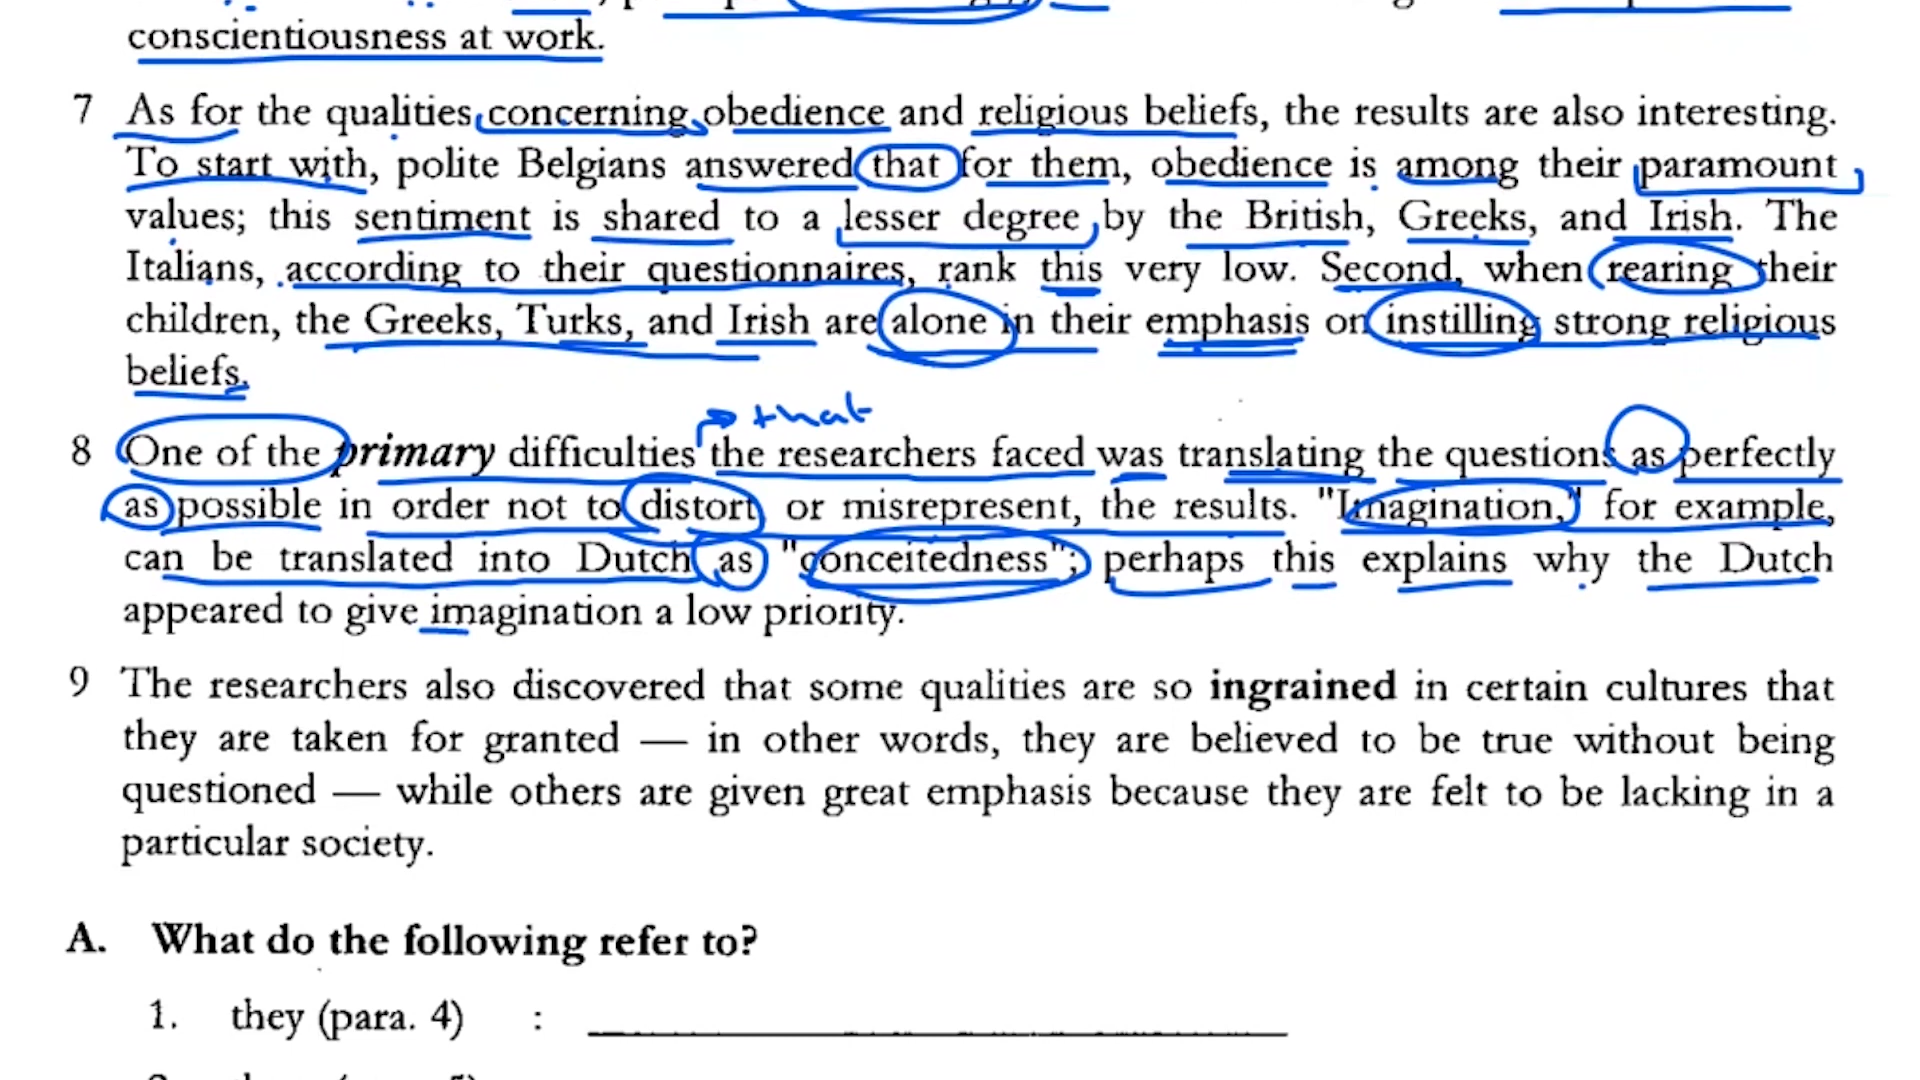 conscientiousness at work.
7 As for the qualities concerning obedience and religious beliefs, the results are also interesting.
To start with, polite Belgians answered that for them, obedience is among their paramount
values; this sentiment is shared to a lesser degree by the British, Greeks, and Irish. The
Italians, according to their questionnaires, rank this very low. Second, when rearing their
children, the Greeks, Turks, and Irish are alone in their emphasis on instilling strong religious
beliefs.
that
8 One of the primary difficulties the researchers faced was translating the questions as perfectly
as possible in order not to distort or misrepresent, the results. "Imagination," for example,
can be translated into Dutch as "conceitedness"; perhaps this explains why the Dutch
appeared to give imagination a low priority.
9 The researchers also discovered that some qualities are so ingrained in certain cultures that
they are taken for granted — in other words, they are believed to be true without being
questioned — while others are given great emphasis because they are felt to be lacking in a
particular society.
A. What do the following refer to?
1. they (para. 4) :